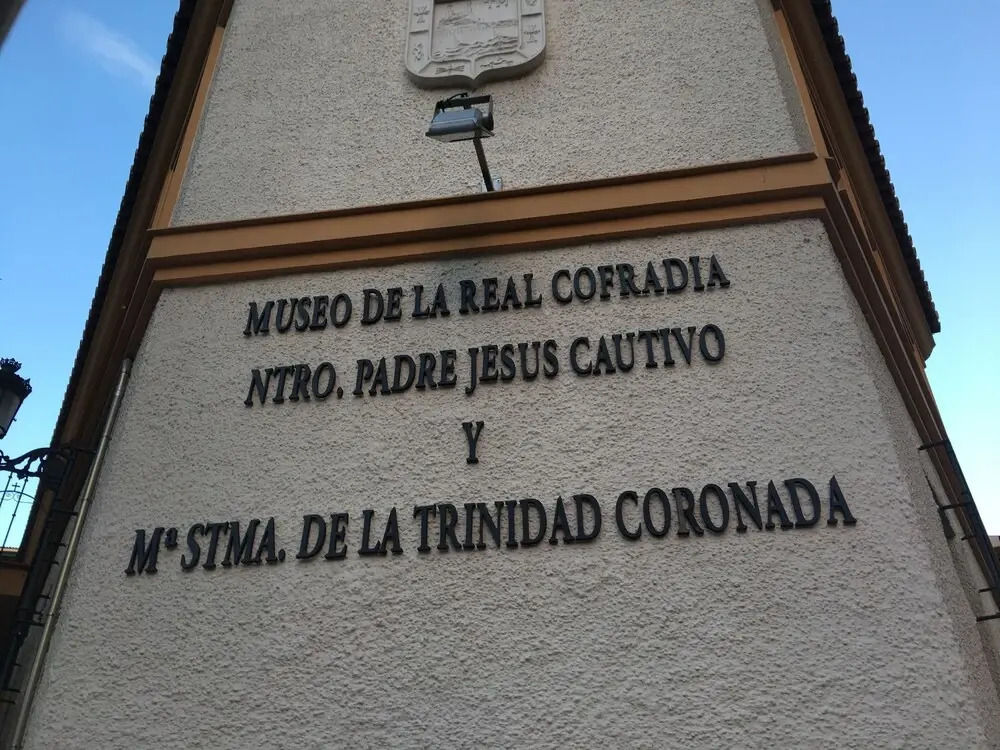 MUSEO DE LA REAL COFRADIA
NTRO. PADRE JESUS CAUTIVO
Y
Mª STMA. DE LA TRINIDAD CORONADA